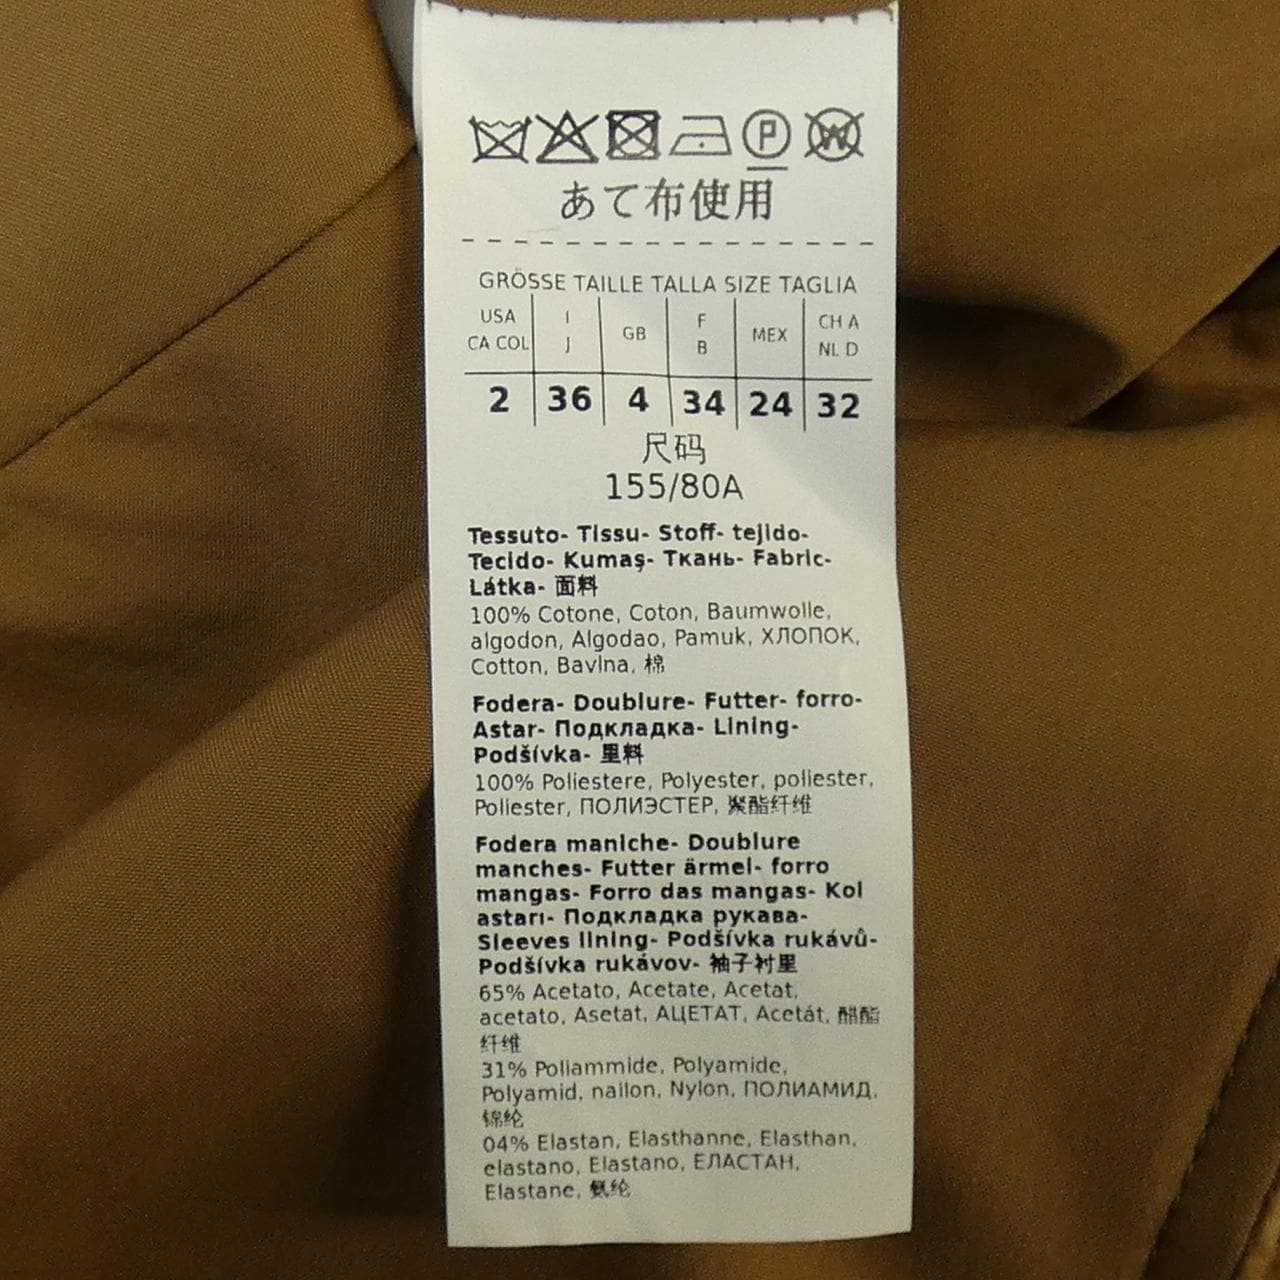 あて布使用
GRÖSSE TAILLE TALLA SIZE TAGLIA
USA CA COL | I J | GB | F B | MEX | CH A NL D
2 | 36 | 4 | 34 | 24 | 32
尺码
155/80A
Tessuto- Tissu- Stoff- tejido-
Tecido- Kumaş- Ткань- Fabric-
Látka- 面料
100% Cotone, Coton, Baumwolle,
algodon, Algodao, Pamuk, ХЛОПОК,
Cotton, Bavlna, 棉
Fodera- Doublure- Futter- forro-
Astar- Подкладка- Lining-
Podšívka- 里料
100% Poliestere, Polyester, poliester,
Poliester, ПОЛИЭСТЕР, 聚酯纤维
Fodera maniche- Doublure
manches- Futter ärmel- forro
mangas- Forro das mangas- Kol
astarı- Подкладка рукава-
Sleeves lining- Podšívka rukávů-
Podšívka rukávov- 袖子衬里
65% Acetato, Acetate, Acetat,
acetato, Asetat, АЦЕТАТ, Acetát, 醋酯
纤维
31% Poliammide, Polyamide,
Polyamid, nailon, Nylon, ПОЛИАМИД,
锦纶
04% Elastan, Elasthanne, Elasthan,
elastano, Elastano, ЕЛАСТАН,
Elastane, 氨纶